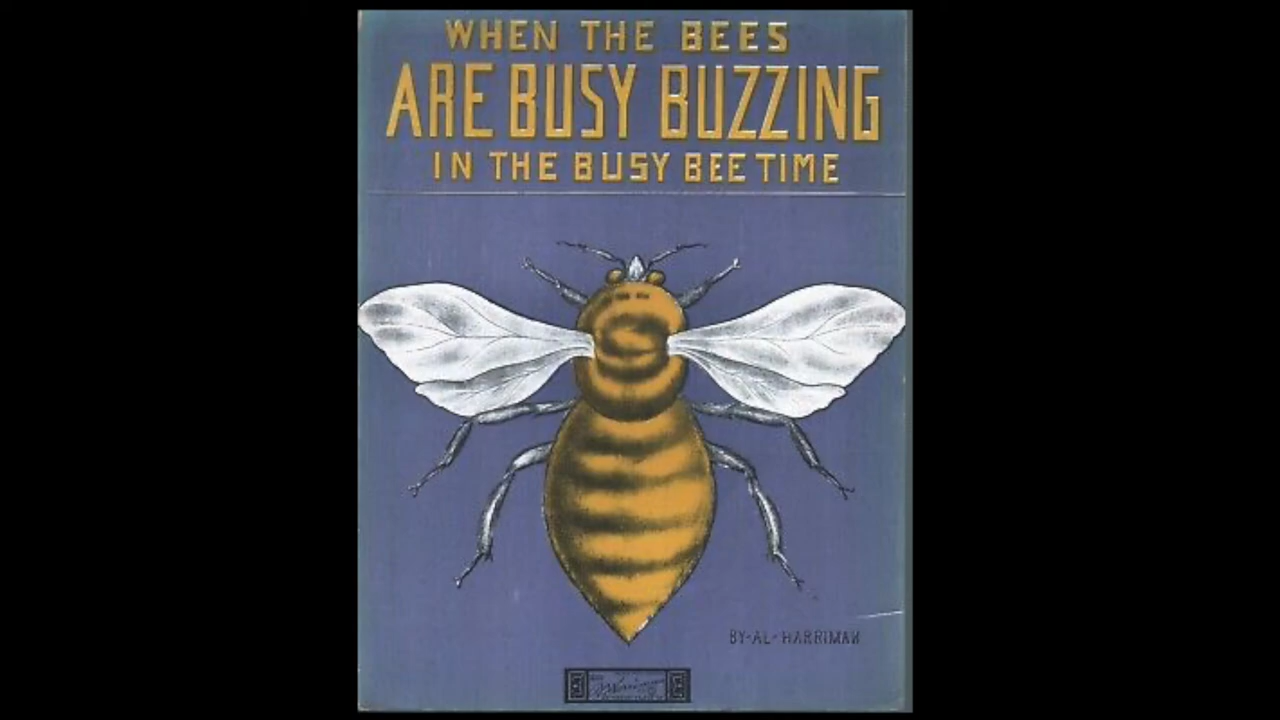 WHEN THE BEES
ARE BUSY BUZZING
IN THE BUSY BEE TIME
BY-AL-HARRIMAN